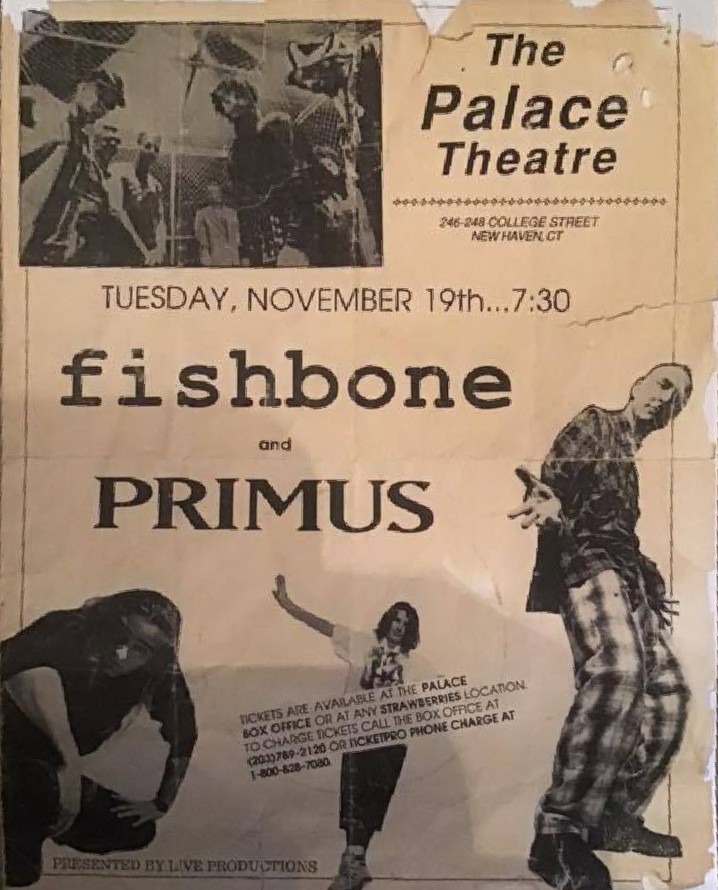 The
Palace
Theatre
246-248 COLLEGE STREET
NEW HAVEN, CT
TUESDAY, NOVEMBER 19th...7:30
fishbone
and
PRIMUS
TICKETS ARE AVAILABLE AT THE PALACE
BOX OFFICE OR AT ANY STRAWBERRIES LOCATION.
TO CHARGE TICKETS CALL THE BOX OFFICE AT
(203)789-2120 OR TICKETPRO PHONE CHARGE AT
1-800-828-7080.
PRESENTED BY LIVE PRODUCTIONS